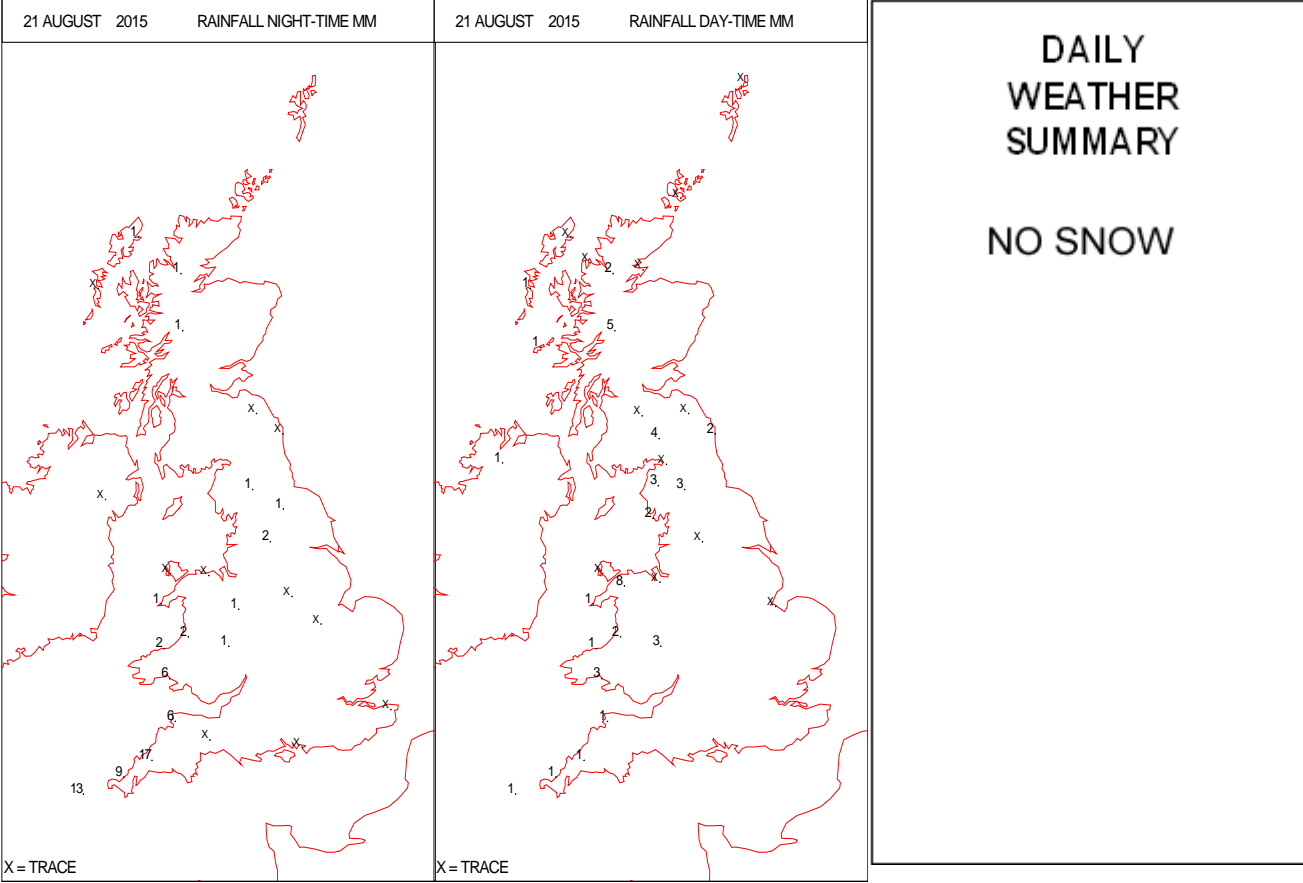 21 AUGUST 2015 RAINFALL NIGHT-TIME MM
1.
1.
X.
1.
X.
X.
1.
X.
1.
2.
X.
X.
1.
1.
X.
X.
2.
2.
1.
6.
6.
X.
X.
X.
17.
9.
13.
X = TRACE
21 AUGUST 2015 RAINFALL DAY-TIME MM
X.
X.
X.
X.
2.
X.
1.
5.
1.
X.
X.
4.
2.
1.
X.
3.
3.
2.
X.
X.
8.
X.
1.
X.
2.
1.
3.
3.
1.
1.
1.
1.
X = TRACE
DAILY
WEATHER
SUMMARY
NO SNOW